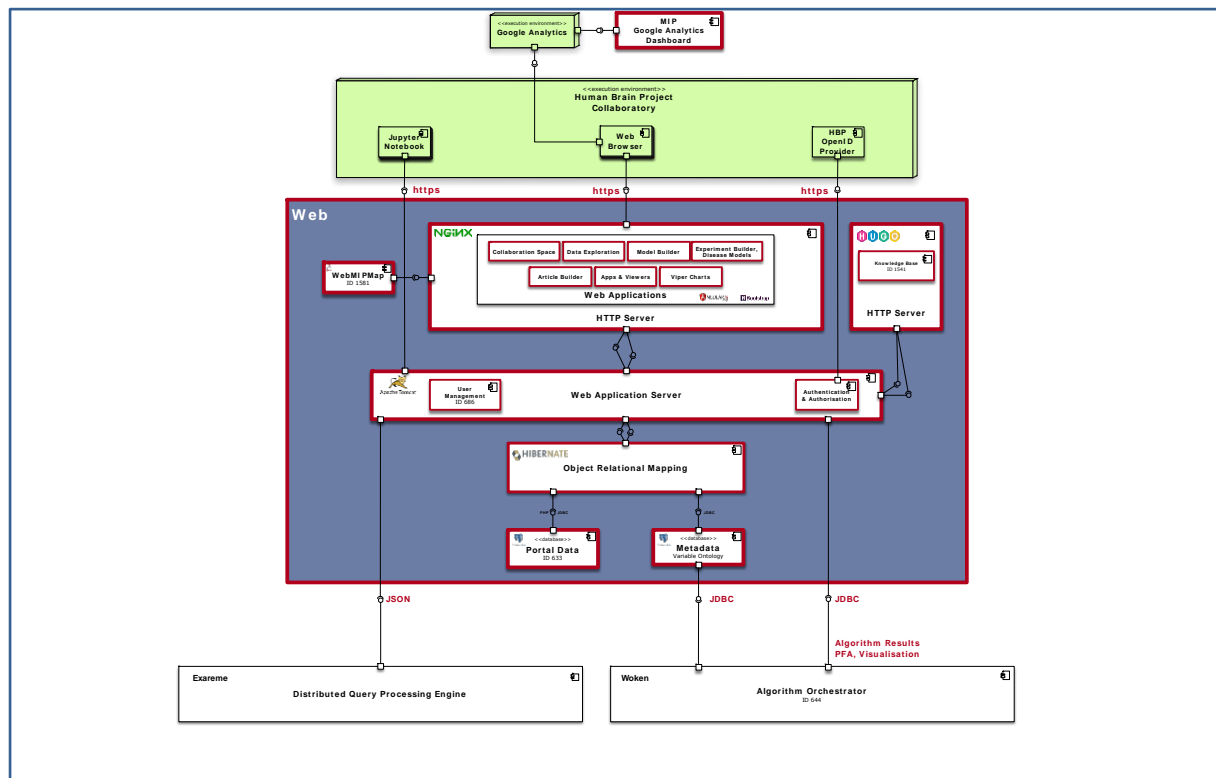 <<execution environment>>
Google Analytics
MIP
Google Analytics
Dashboard
<<execution environment>>
Human Brain Project
Collaboratory
Jupyter
Notebook
Web
Browser
HBP
OpenID
Provider
https
https
https
Web
NGINX
HUGO
Collaboration Space
Data Exploration
Model Builder
Experiment Builder,
Disease Models
Article Builder
Apps & Viewers
Viper Charts
Web Applications
HTTP Server
Knowledge Base
ID 1541
HTTP Server
WebMIPMap
ID 1581
Apache Tomcat
User
Management
ID 686
Web Application Server
Authentication
& Authorisation
HIBERNATE
Object Relational Mapping
PHP
JDBC
JDBC
<<database>>
Portal Data
ID 633
<<database>>
Metadata
Variable Ontology
JSON
JDBC
JDBC
Algorithm Results
PFA, Visualisation
Exareme
Distributed Query Processing Engine
Woken
Algorithm Orchestrator
ID 644